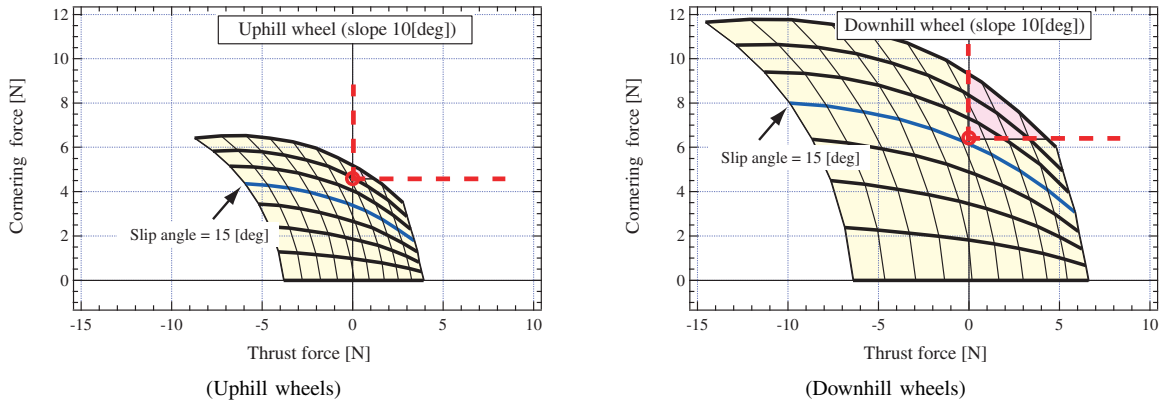 Uphill wheel (slope 10[deg])
12
10
8
6
4
2
0
Cornering force [N]
Slip angle = 15 [deg]
-15
-10
-5
0
5
10
Thrust force [N]
(Uphill wheels)
Downhill wheel (slope 10[deg])
12
10
8
6
4
2
0
Cornering force [N]
Slip angle = 15 [deg]
-15
-10
-5
0
5
10
Thrust force [N]
(Downhill wheels)